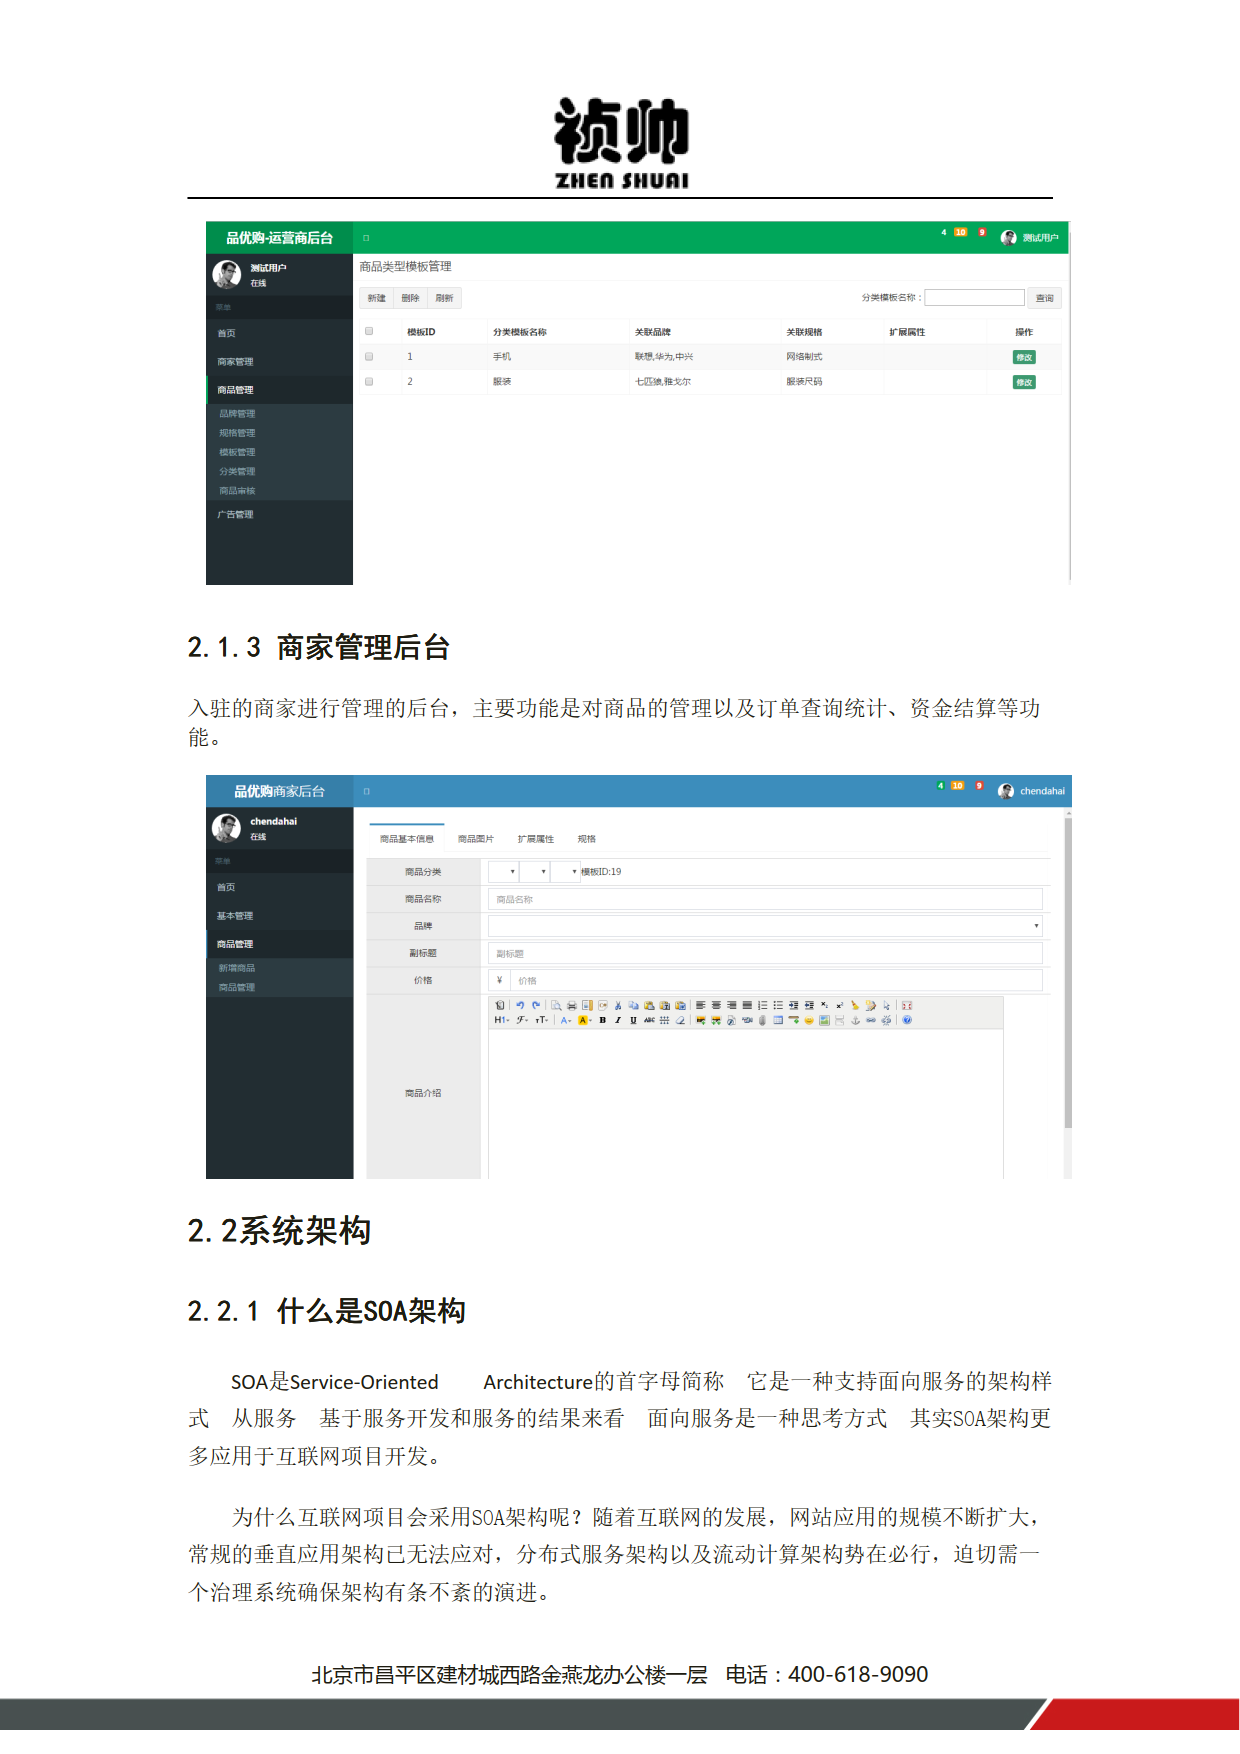 祯帅
ZHEN SHUAI
品优购-运营商后台
4 10 9 测试用户
测试用户
在线
菜单
首页
商家管理
商品管理
品牌管理
规格管理
模板管理
分类管理
商品审核
广告管理
商品类型模板管理
新建 删除 刷新 分类模板名称： 查询
模板ID 分类模板名称 关联品牌 关联规格 扩展属性 操作
1 手机 联想,华为,中兴 网络制式 修改
2 服装 七匹狼,雅戈尔 服装尺码 修改
2.1.3 商家管理后台
入驻的商家进行管理的后台，主要功能是对商品的管理以及订单查询统计、资金结算等功
能。
品优购商家后台
4 10 9 chendahai
chendahai
在线
菜单
首页
基本管理
商品管理
新增商品
商品管理
商品基本信息 商品图片 扩展属性 规格
商品分类 模板ID:19
商品名称 商品名称
品牌
副标题 副标题
价格 ¥ 价格
商品介绍
2.2系统架构
2.2.1 什么是SOA架构
SOA是Service-Oriented Architecture的首字母简称 它是一种支持面向服务的架构样
式 从服务 基于服务开发和服务的结果来看 面向服务是一种思考方式 其实SOA架构更
多应用于互联网项目开发。
为什么互联网项目会采用SOA架构呢？随着互联网的发展，网站应用的规模不断扩大，
常规的垂直应用架构已无法应对，分布式服务架构以及流动计算架构势在必行，迫切需一
个治理系统确保架构有条不紊的演进。
北京市昌平区建材城西路金燕龙办公楼一层 电话：400-618-9090